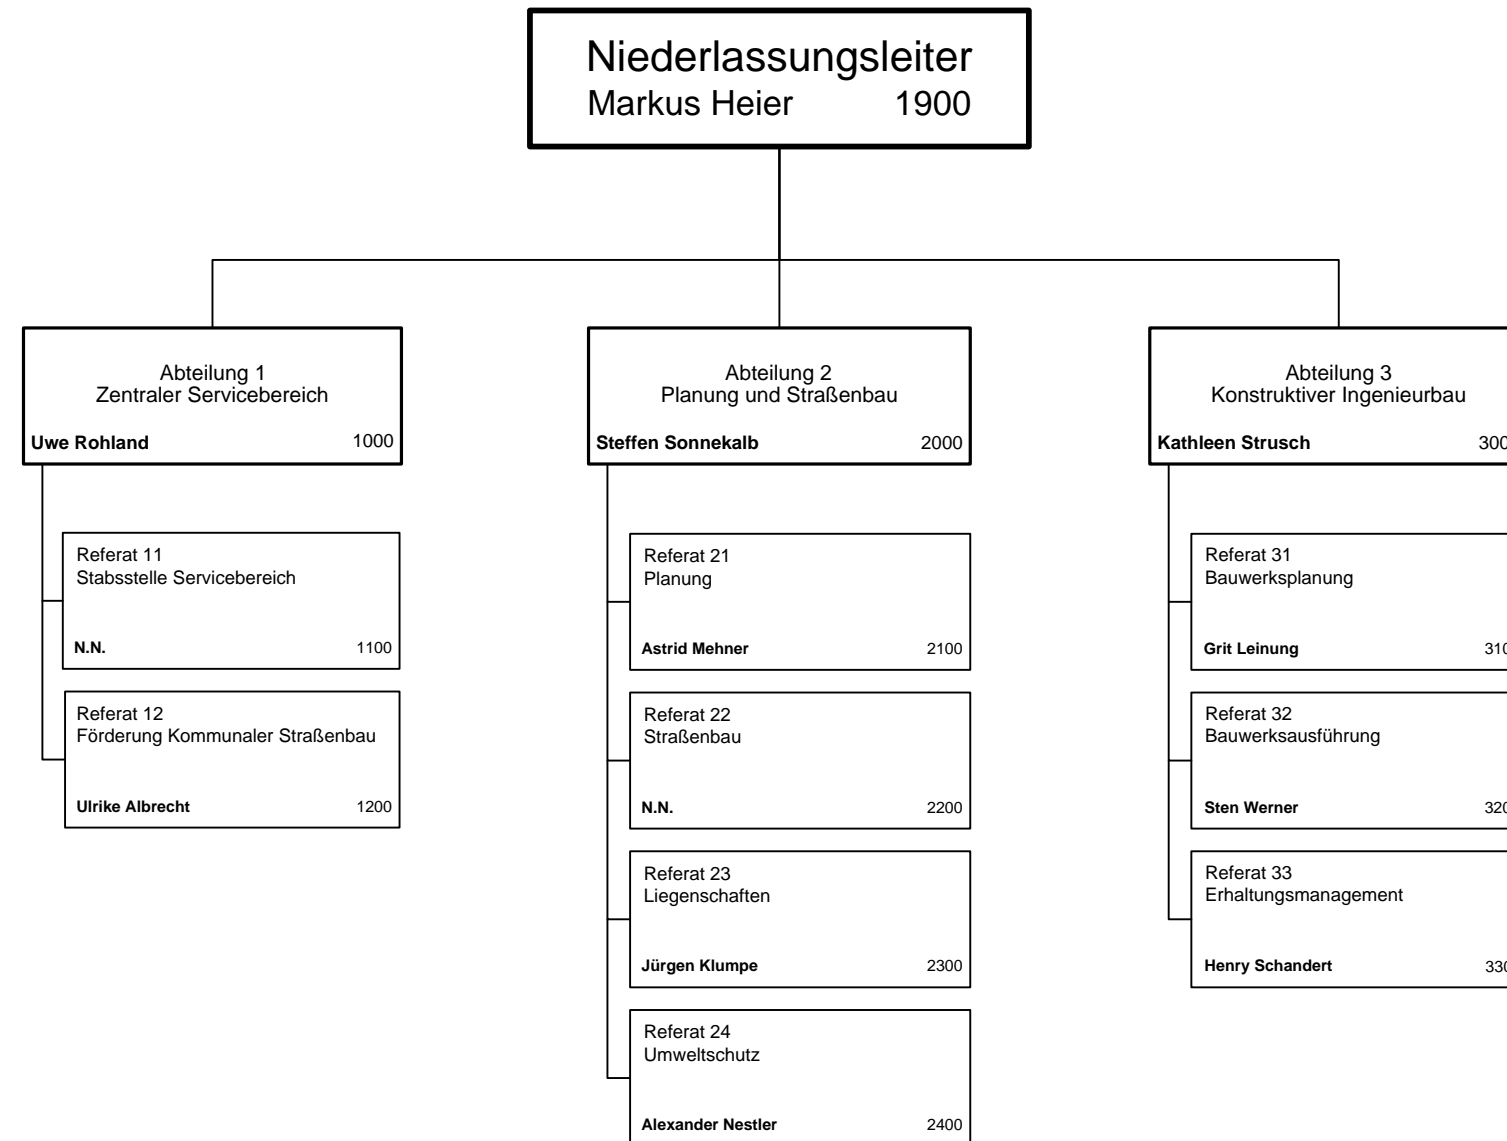 Niederlassungsleiter
Markus Heier 1900
Abteilung 1
Zentraler Servicebereich
Uwe Rohland 1000
Referat 11
Stabsstelle Servicebereich
N.N. 1100
Referat 12
Förderung Kommunaler Straßenbau
Ulrike Albrecht 1200
Abteilung 2
Planung und Straßenbau
Steffen Sonnekalb 2000
Referat 21
Planung
Astrid Mehner 2100
Referat 22
Straßenbau
N.N. 2200
Referat 23
Liegenschaften
Jürgen Klumpe 2300
Referat 24
Umweltschutz
Alexander Nestler 2400
Abteilung 3
Konstruktiver Ingenieurbau
Kathleen Strusch
Referat 31
Bauwerksplanung
Grit Leinung
Referat 32
Bauwerksausführung
Sten Werner
Referat 33
Erhaltungsmanagement
Henry Schandert